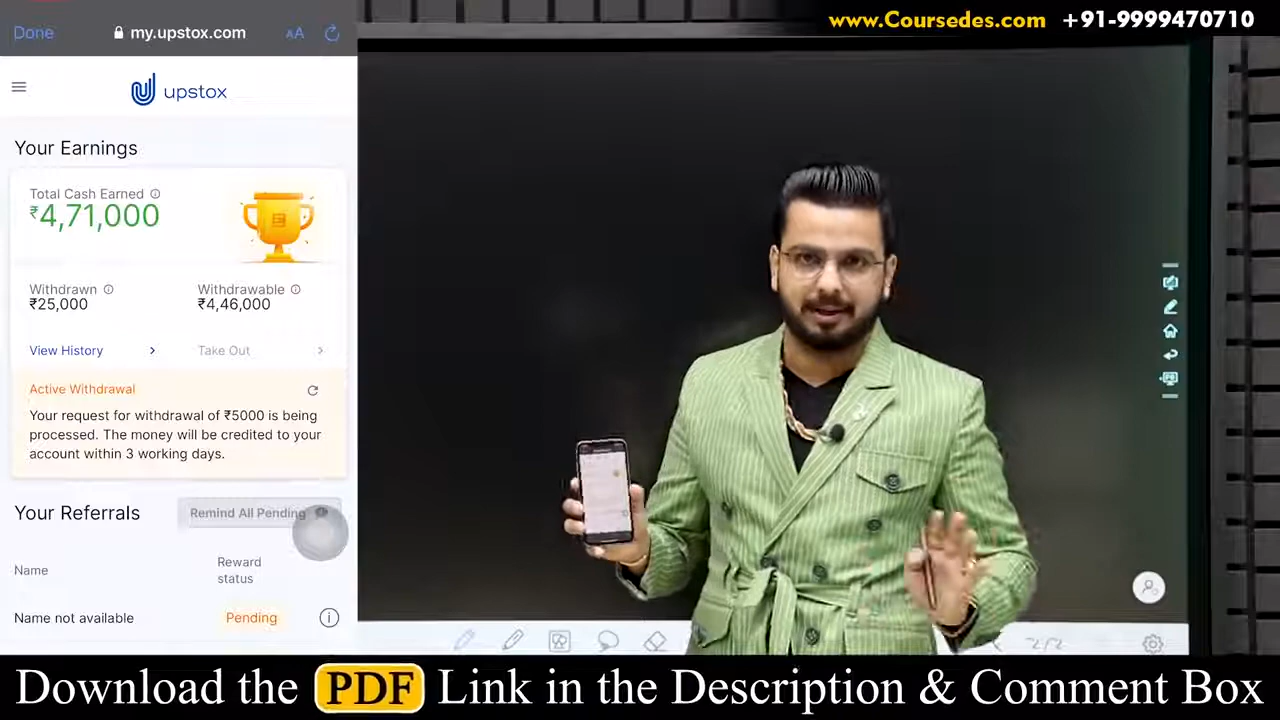 www.Coursedes.com +91-9999470710
Done
my.upstox.com
AA
upstox
Your Earnings
Total Cash Earned
₹4,71,000
Withdrawn
₹25,000
Withdrawable
₹4,46,000
View History
Take Out
Active Withdrawal
Your request for withdrawal of ₹5000 is being
processed. The money will be credited to your
account within 3 working days.
Your Referrals
Remind All Pending
Name
Reward
status
Name not available
Pending
2/2
Download the PDF Link in the Description & Comment Box